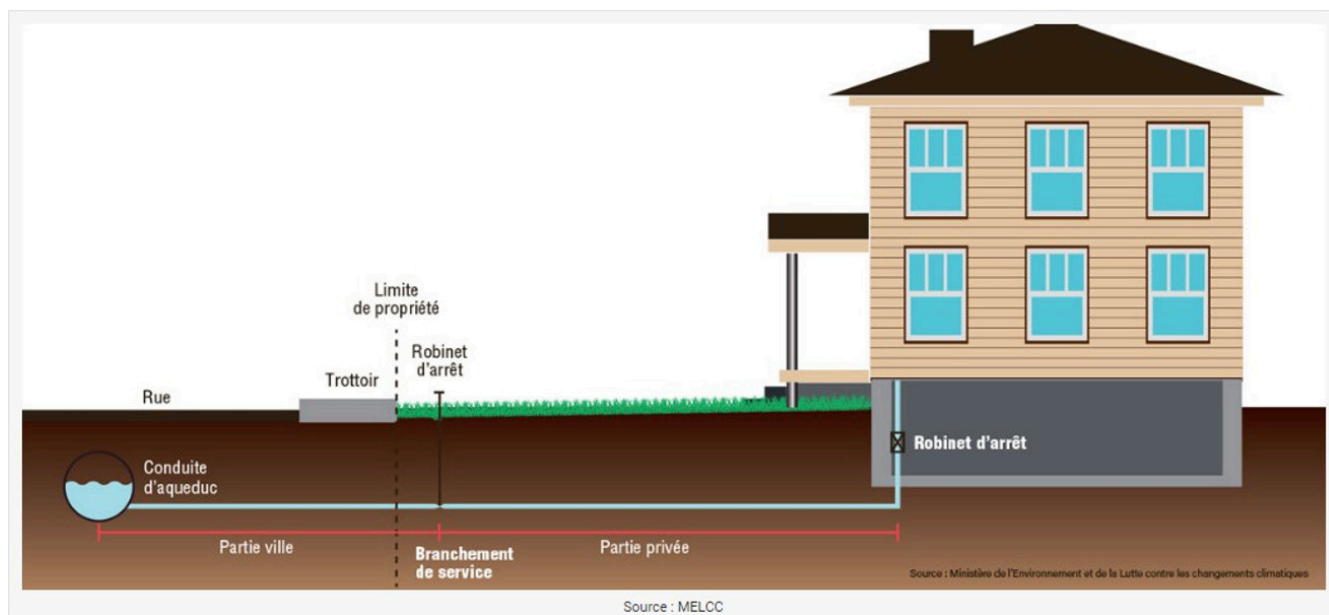 Limite
de propriété
Robinet
d'arrêt
Trottoir
Rue
Conduite
d'aqueduc
Robinet d'arrêt
Partie ville
Branchement
de service
Partie privée
Source : Ministère de l'Environnement et de la Lutte contre les changements climatiques
Source : MELCC